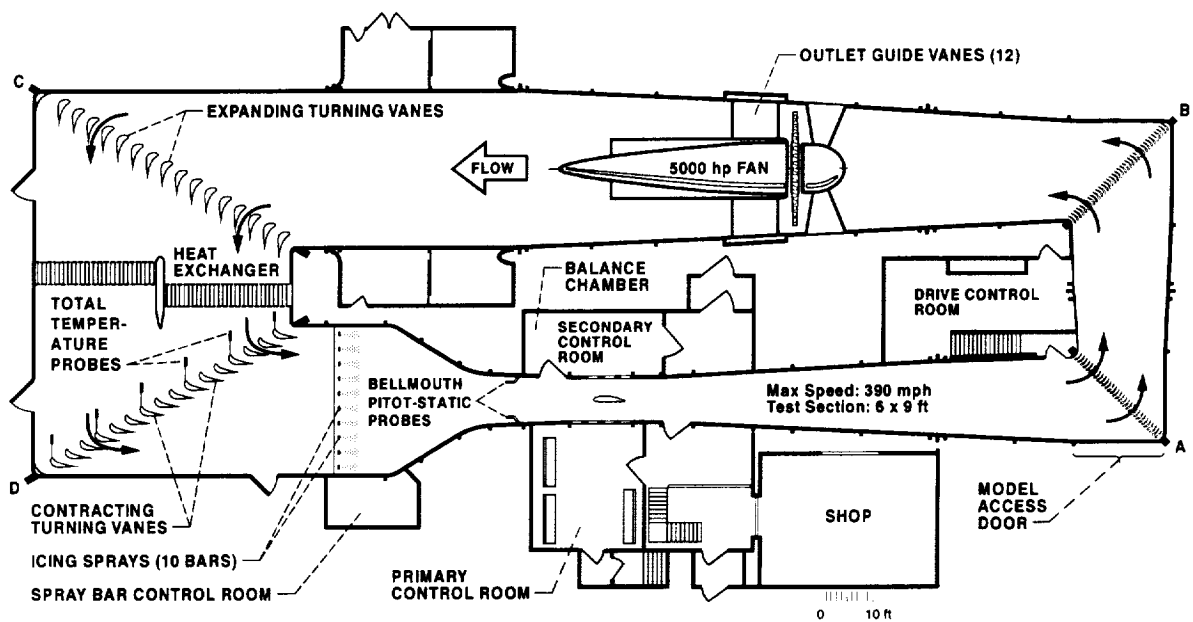 OUTLET GUIDE VANES (12)
C
B
EXPANDING TURNING VANES
FLOW
5000 hp FAN
HEAT
EXCHANGER
BALANCE
CHAMBER
TOTAL
TEMPER-
ATURE
PROBES
SECONDARY
CONTROL
ROOM
DRIVE CONTROL
ROOM
BELLMOUTH
PITOT-STATIC
PROBES
Max Speed: 390 mph
Test Section: 6 x 9 ft
A
D
CONTRACTING
TURNING VANES
MODEL
ACCESS
DOOR
SHOP
ICING SPRAYS (10 BARS)
SPRAY BAR CONTROL ROOM
PRIMARY
CONTROL ROOM
0 10 ft